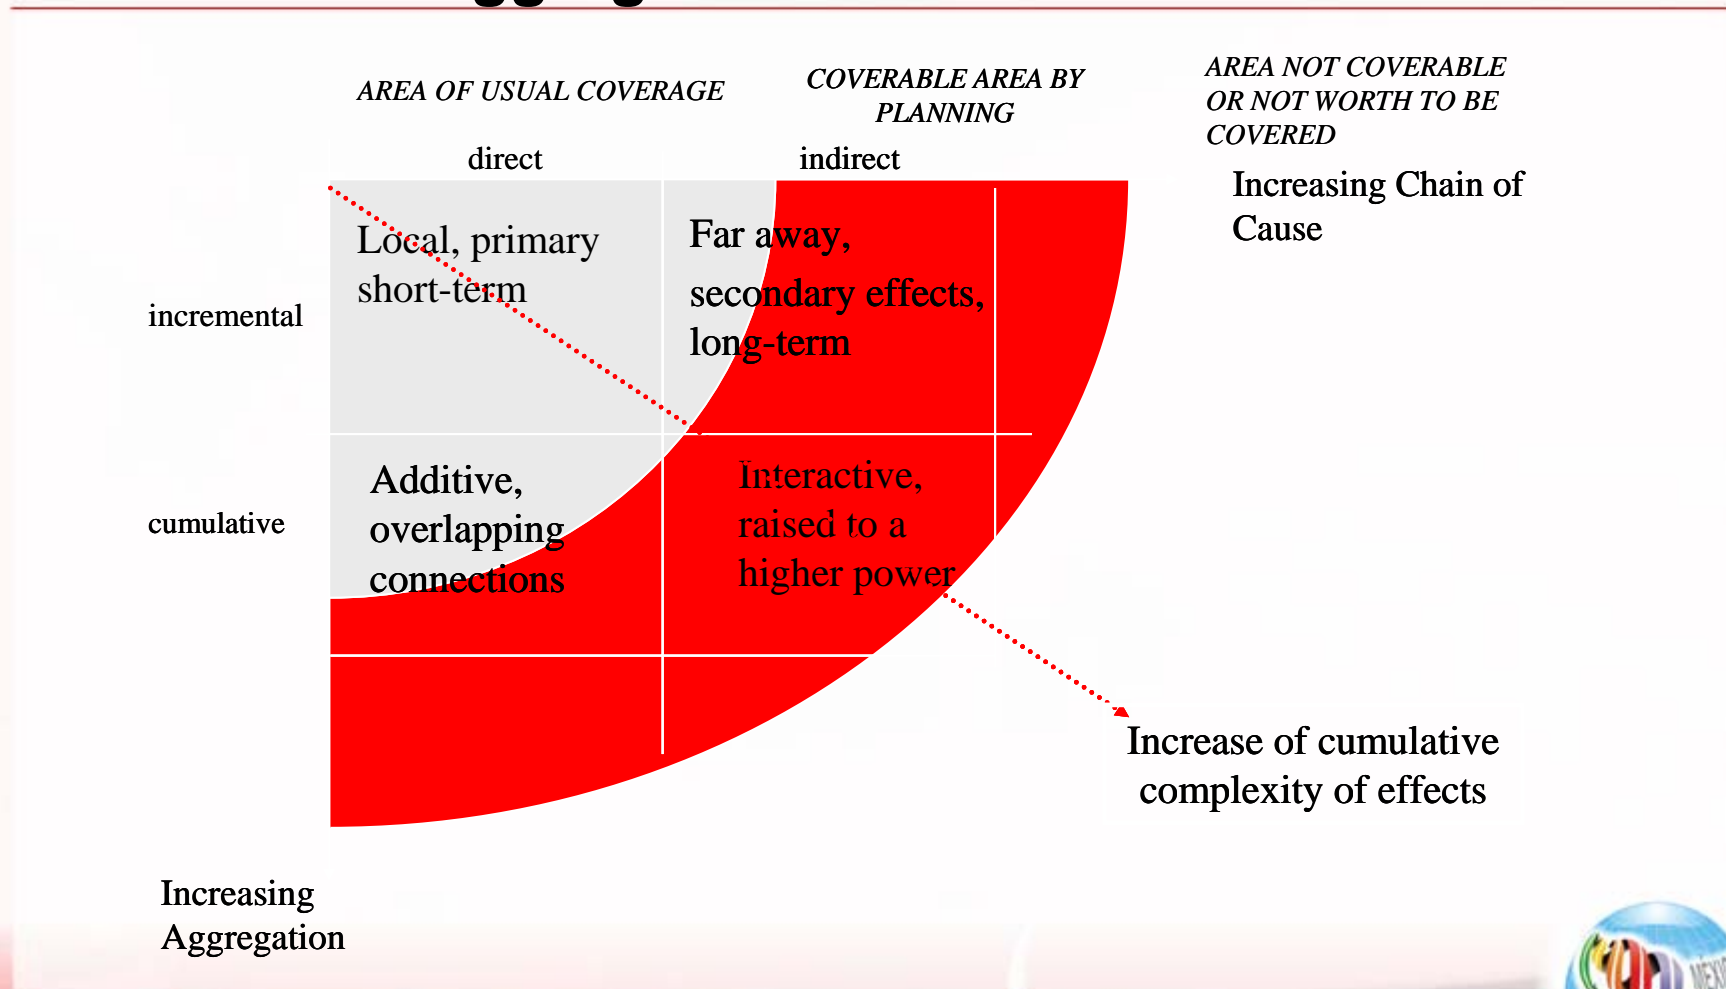 AREA OF USUAL COVERAGE
COVERABLE AREA BY
PLANNING
AREA NOT COVERABLE
OR NOT WORTH TO BE
COVERED
direct
indirect
Increasing Chain of
Cause
incremental
Local, primary
short-term
Far away,
secondary effects,
long-term
cumulative
Additive,
overlapping
connections
Interactive,
raised to a
higher power
Increase of cumulative
complexity of effects
Increasing
Aggregation